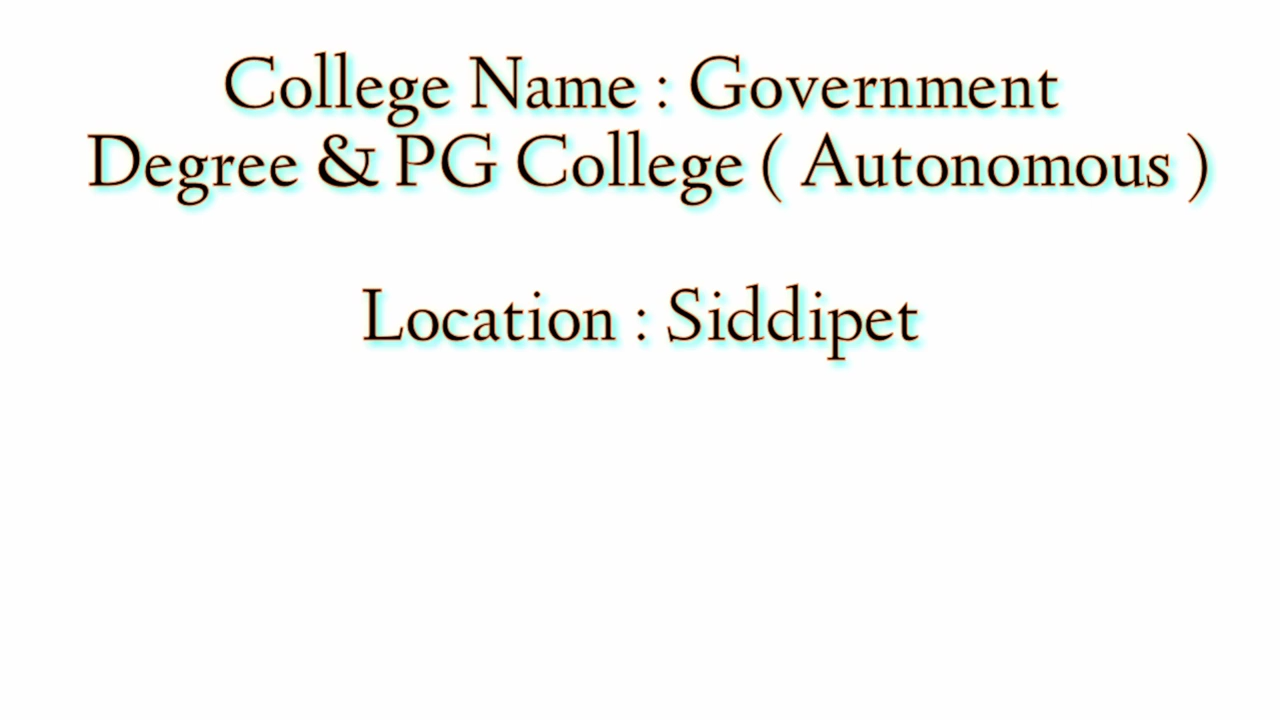 College Name : Government
Degree & PG College ( Autonomous )
Location : Siddipet